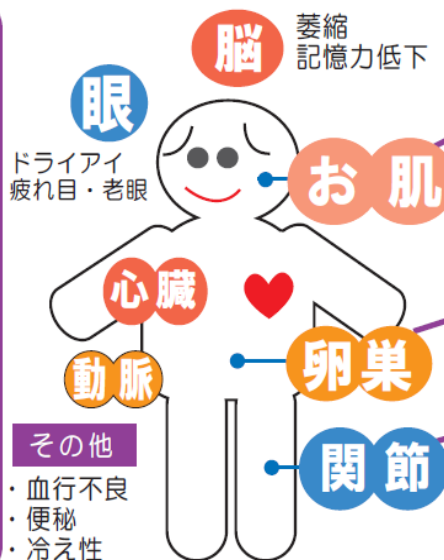 脳
萎縮
記憶力低下
眼
ドライアイ
疲れ目・老眼
お肌
心臓
動脈
卵巣
関節
その他
・血行不良
・便秘
・冷え性